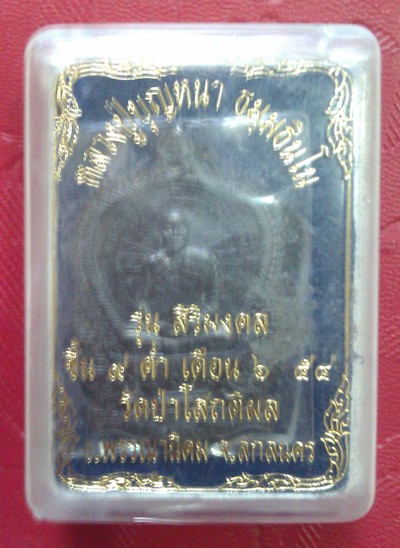 หลวงปู่บุญหนา ธมฺมธินฺโน
รุ่น สิริมงคล
ขึ้น ๙ ค่ำ เดือน ๖ ๕๔
วัดป่าโสตถิผล
อ.พรรณานิคม จ.สกลนคร